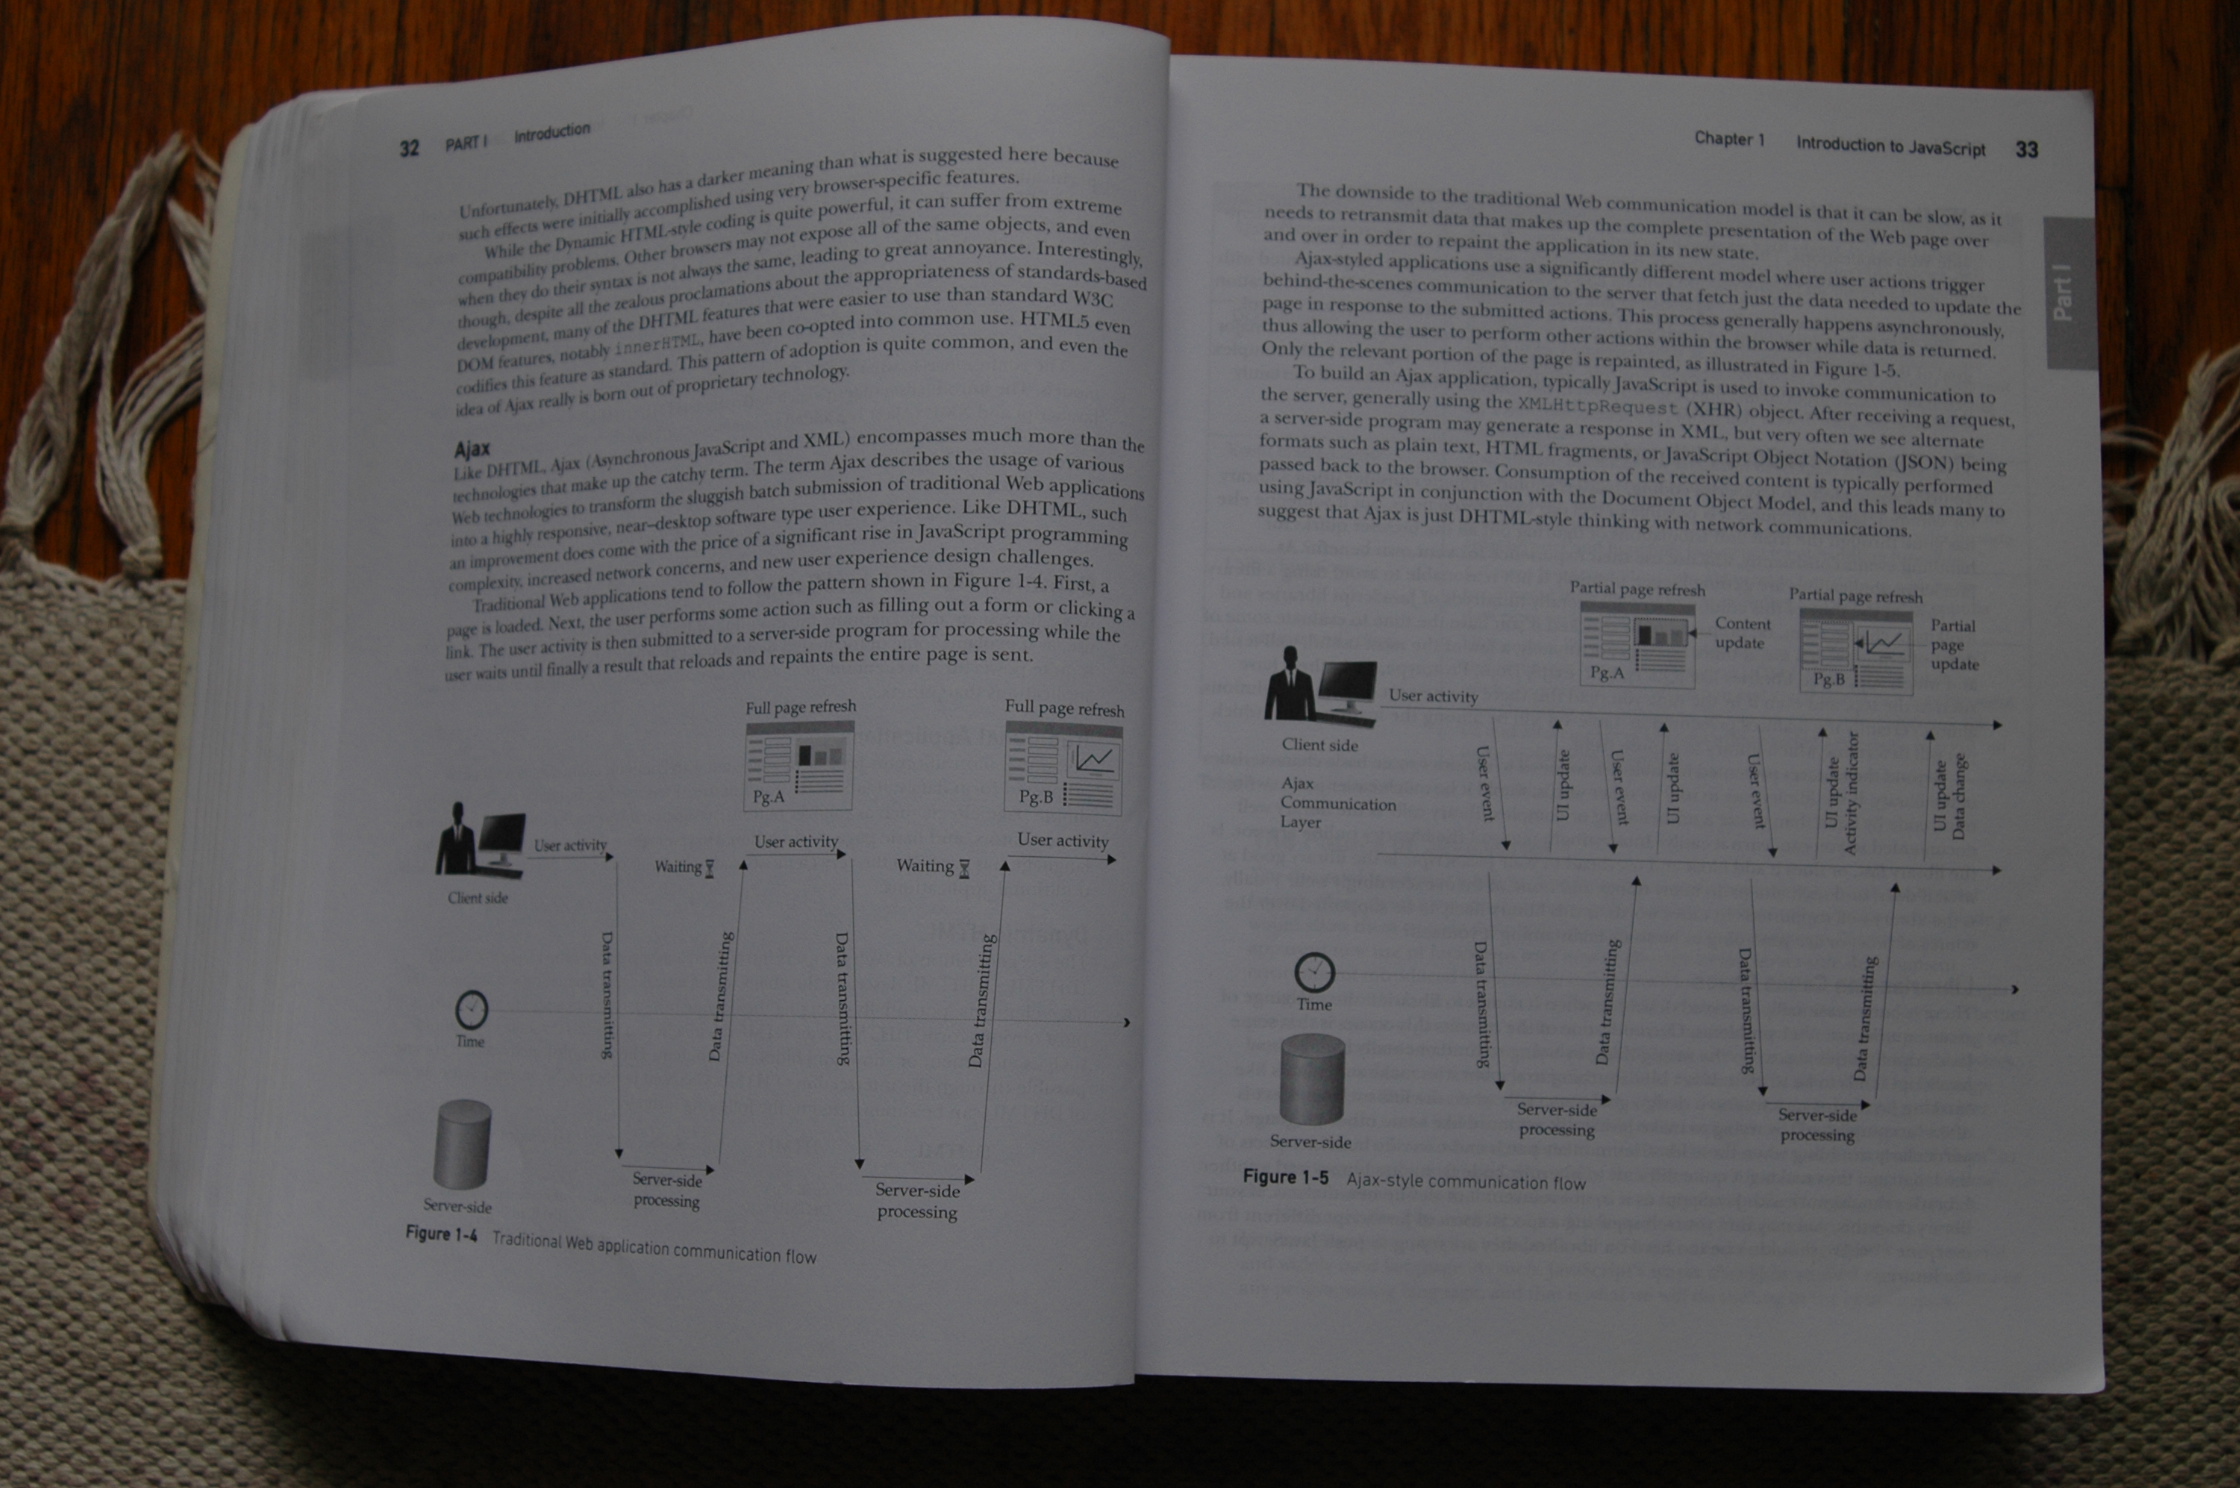 32 PART I Introduction
Unfortunately, DHTML also has a darker meaning than what is suggested here because
such effects were initially accomplished using very browser-specific features.
While the Dynamic HTML-style coding is quite powerful, it can suffer from extreme
compatibility problems. Other browsers may not expose all of the same objects, and even
when they do their syntax is not always the same, leading to great annoyance. Interestingly,
though, despite all the zealous proclamations about the appropriateness of standards-based
development, many of the DHTML features that were easier to use than standard W3C
DOM features, notably innerHTML, have been co-opted into common use. HTML5 even
codifies this feature as standard. This pattern of adoption is quite common, and even the
idea of Ajax really is born out of proprietary technology.
Ajax
Like DHTML, Ajax (Asynchronous JavaScript and XML) encompasses much more than the
technologies that make up the catchy term. The term Ajax describes the usage of various
Web technologies to transform the sluggish batch submission of traditional Web applications
into a highly responsive, near–desktop software type user experience. Like DHTML, such
an improvement does come with the price of a significant rise in JavaScript programming
complexity, increased network concerns, and new user experience design challenges.
Traditional Web applications tend to follow the pattern shown in Figure 1-4. First, a
page is loaded. Next, the user performs some action such as filling out a form or clicking a
link. The user activity is then submitted to a server-side program for processing while the
user waits until finally a result that reloads and repaints the entire page is sent.
Full page refresh
Full page refresh
Pg.A
Pg.B
User activity
Waiting
User activity
Waiting
User activity
Client side
Data transmitting
Data transmitting
Data transmitting
Data transmitting
Time
Server-side
processing
Server-side
processing
Server-side
Figure 1-4 Traditional Web application communication flow
Chapter 1 Introduction to JavaScript 33
Part I
The downside to the traditional Web communication model is that it can be slow, as it
needs to retransmit data that makes up the complete presentation of the Web page over
and over in order to repaint the application in its new state.
Ajax-styled applications use a significantly different model where user actions trigger
behind-the-scenes communication to the server that fetch just the data needed to update the
page in response to the submitted actions. This process generally happens asynchronously,
thus allowing the user to perform other actions within the browser while data is returned.
Only the relevant portion of the page is repainted, as illustrated in Figure 1-5.
To build an Ajax application, typically JavaScript is used to invoke communication to
the server, generally using the XMLHttpRequest (XHR) object. After receiving a request,
a server-side program may generate a response in XML, but very often we see alternate
formats such as plain text, HTML fragments, or JavaScript Object Notation (JSON) being
passed back to the browser. Consumption of the received content is typically performed
using JavaScript in conjunction with the Document Object Model, and this leads many to
suggest that Ajax is just DHTML-style thinking with network communications.
Partial page refresh
Partial page refresh
Content
update
Partial
page
update
Pg.A
Pg.B
User activity
Client side
User event
UI update
User event
UI update
User event
UI update
Activity indicator
UI update
Data change
Ajax
Communication
Layer
Data transmitting
Data transmitting
Data transmitting
Data transmitting
Time
Server-side
processing
Server-side
processing
Server-side
Figure 1-5 Ajax-style communication flow